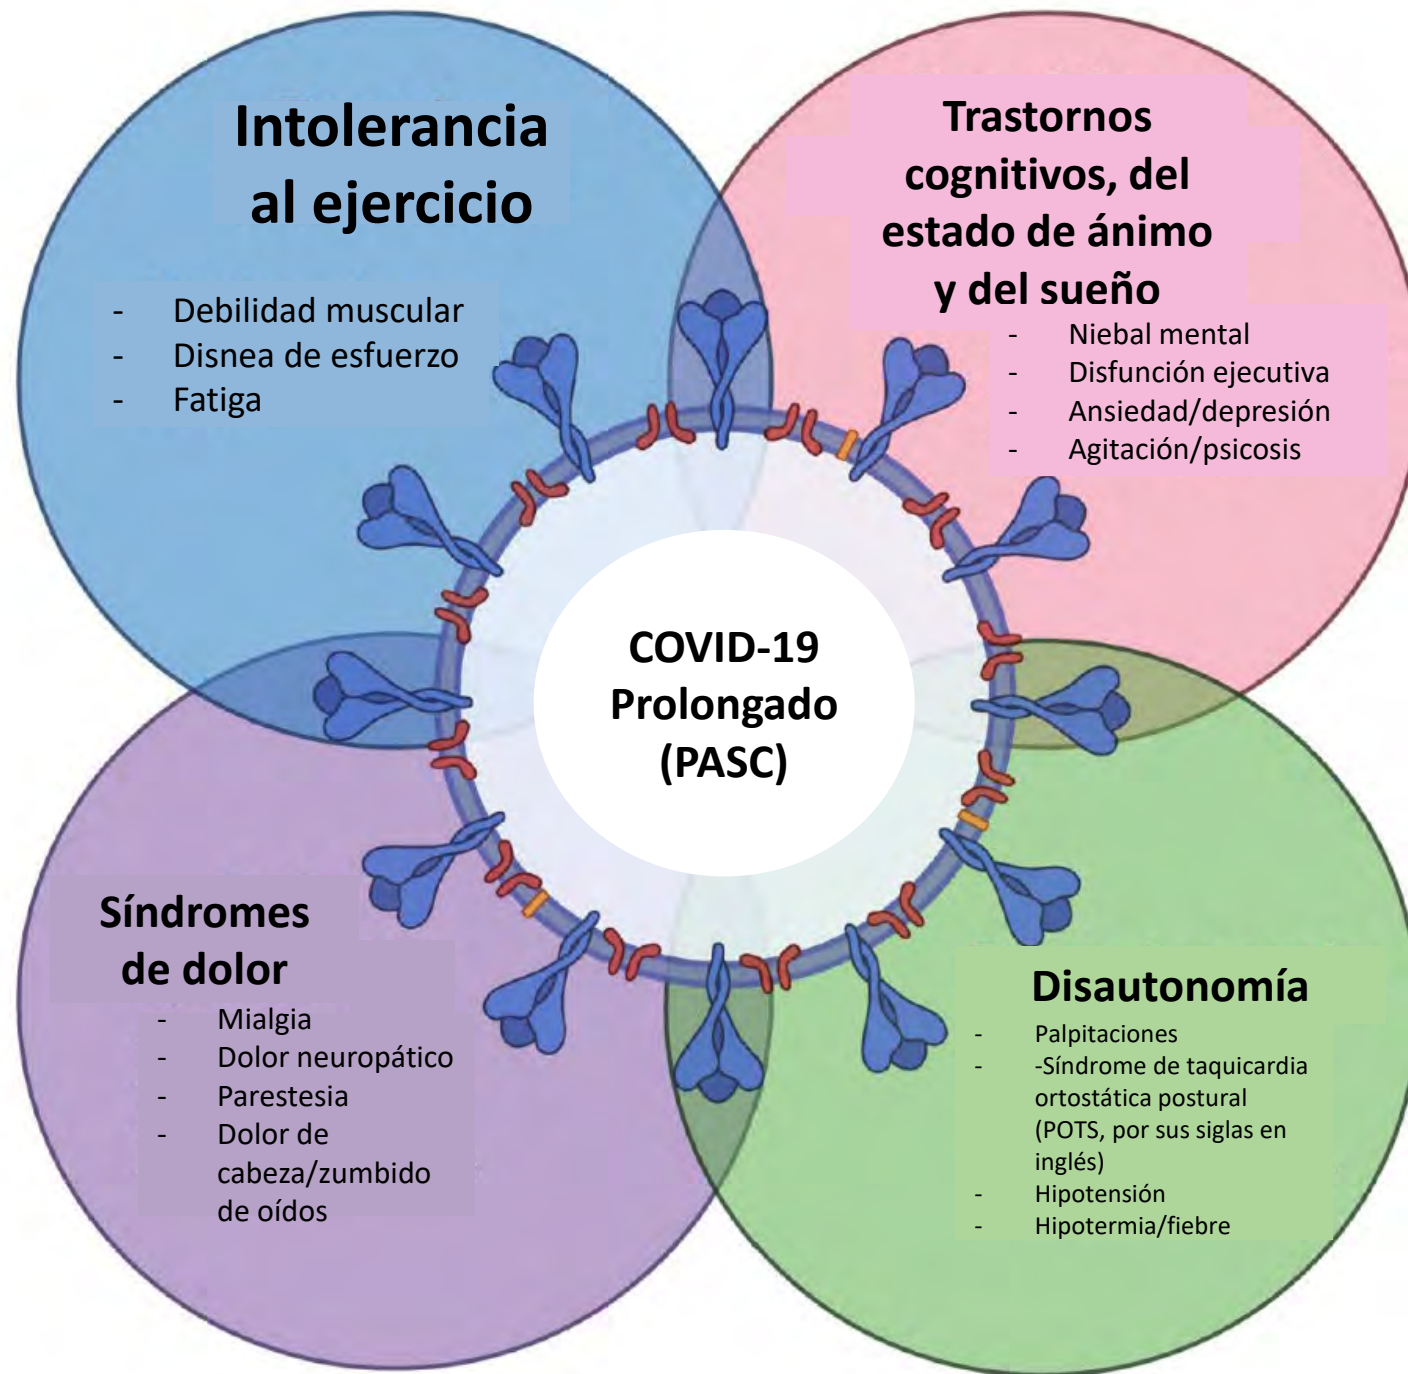 Intolerancia
al ejercicio
- Debilidad muscular
- Disnea de esfuerzo
- Fatiga
Trastornos
cognitivos, del
estado de ánimo
y del sueño
- Niebal mental
- Disfunción ejecutiva
- Ansiedad/depresión
- Agitación/psicosis
COVID-19
Prolongado
(PASC)
Síndromes
de dolor
- Mialgia
- Dolor neuropático
- Parestesia
- Dolor de
cabeza/zumbido
de oídos
Disautonomía
- Palpitaciones
- -Síndrome de taquicardia
ortostática postural
(POTS, por sus siglas en
inglés)
- Hipotensión
- Hipotermia/fiebre